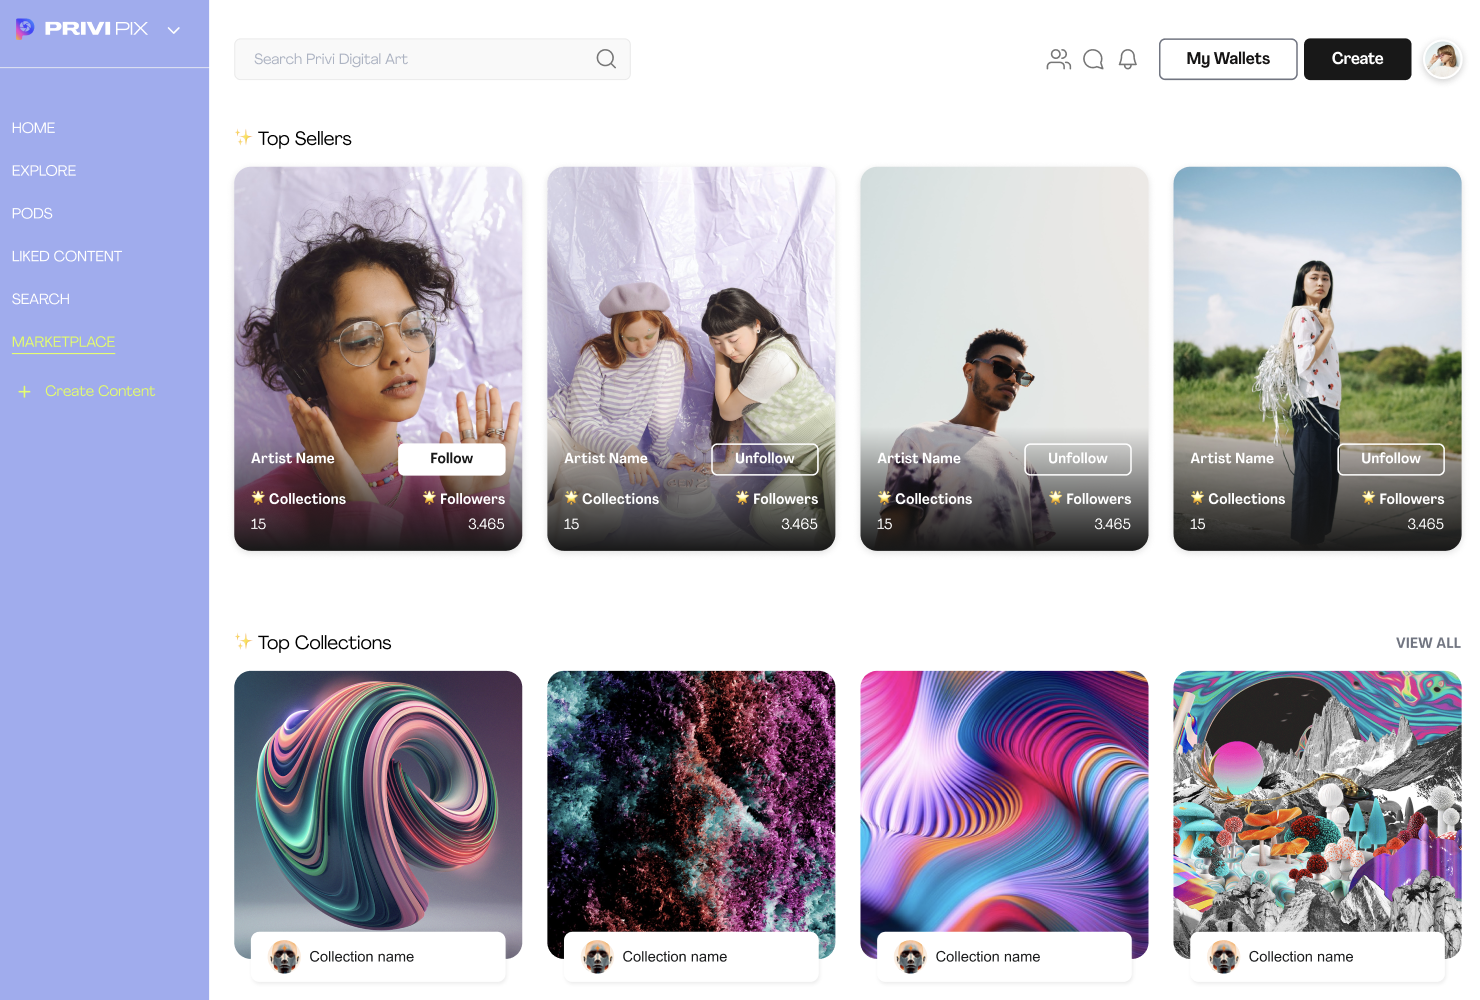 PRIVI PIX
Search Privi Digital Art
My Wallets
Create
HOME
EXPLORE
PODS
LIKED CONTENT
SEARCH
MARKETPLACE
+ Create Content
Top Sellers
Artist Name
Follow
Collections
Followers
15
3.465
Artist Name
Unfollow
Collections
Followers
15
3.465
Artist Name
Unfollow
Collections
Followers
15
3.465
Artist Name
Unfollow
Collections
Followers
15
3.465
Top Collections
VIEW ALL
Collection name
Collection name
Collection name
Collection name